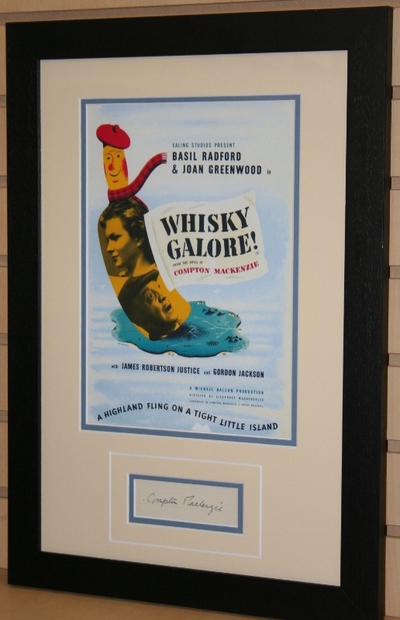 EALING STUDIOS PRESENT
BASIL RADFORD
& JOAN GREENWOOD in
WHISKY
GALORE!
FROM THE NOVEL BY
COMPTON MACKENZIE
with JAMES ROBERTSON JUSTICE and GORDON JACKSON
A MICHAEL BALCON PRODUCTION
DIRECTED BY ALEXANDER MACKENDRICK
A HIGHLAND FLING ON A TIGHT LITTLE ISLAND
Compton Mackenzie